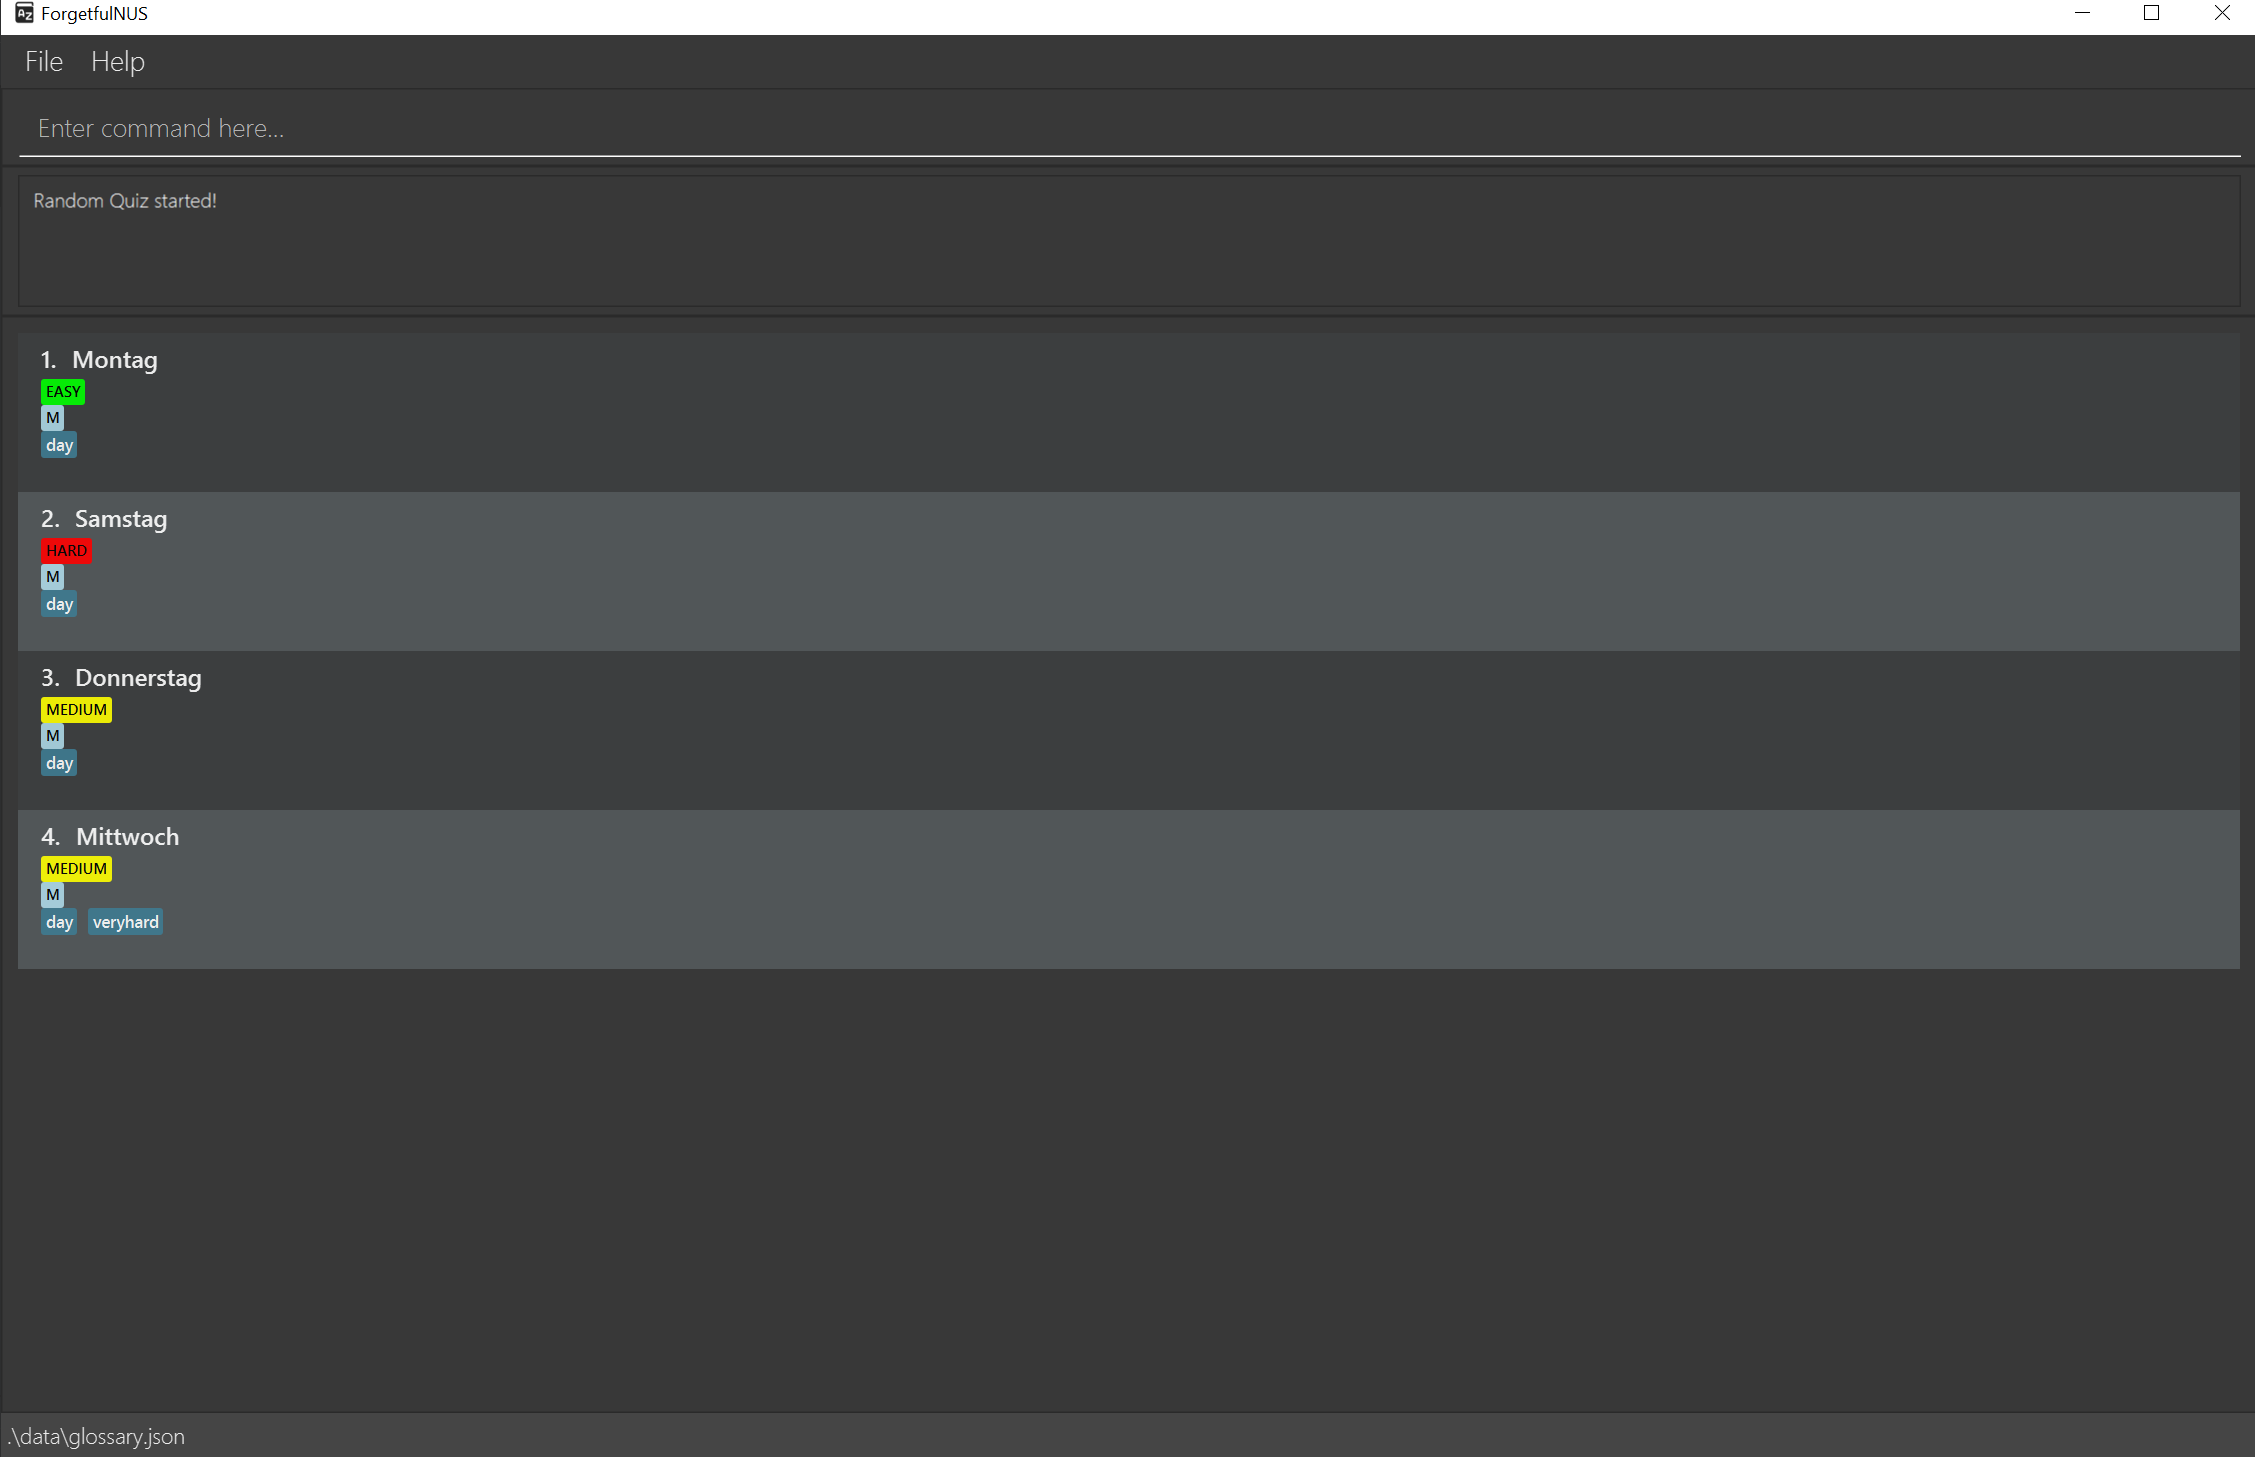 ForgetfulNUS
File Help
Enter command here...
Random Quiz started!
1. Montag
EASY
M
day
2. Samstag
HARD
M
day
3. Donnerstag
MEDIUM
M
day
4. Mittwoch
MEDIUM
M
day veryhard
.\data\glossary.json